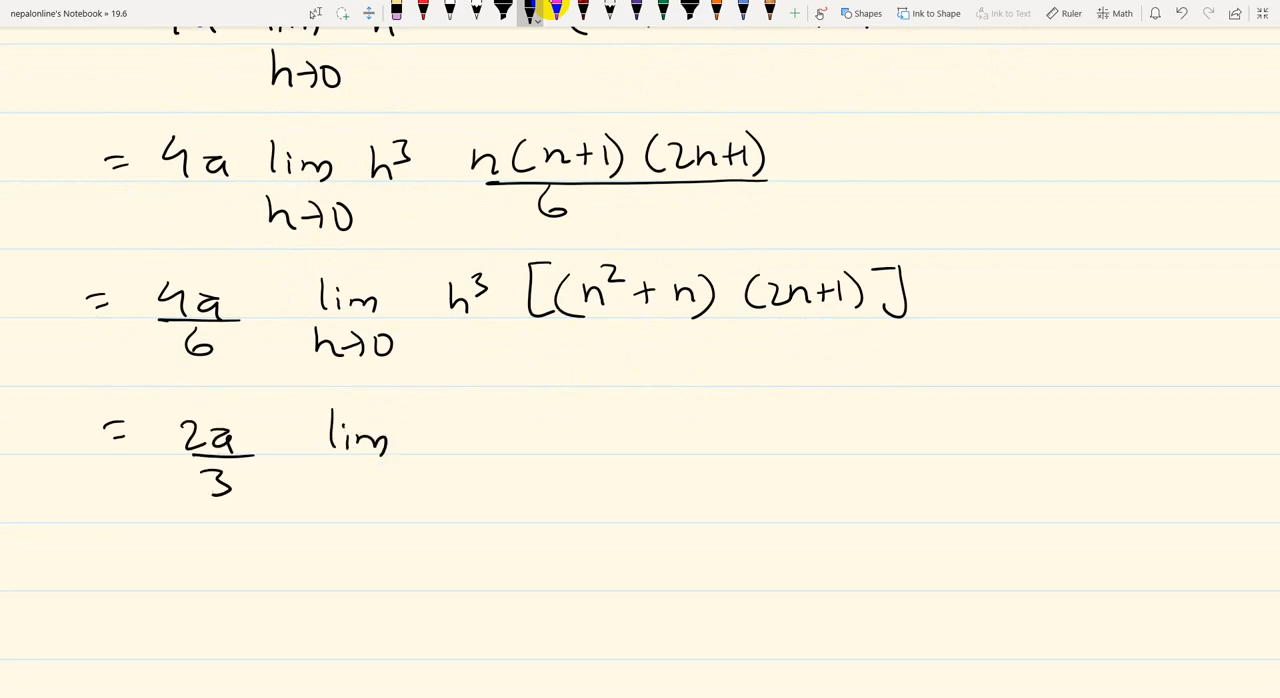 nepalonline's Notebook » 19.6
Shapes Ink to Shape Ink to Text Ruler Math
h→0
= 4a lim h³ n(n+1) (2n+1)
h→0 6
= 4a lim h³ [(n² + n) (2n+1)]
6 h→0
= 2a lim
3